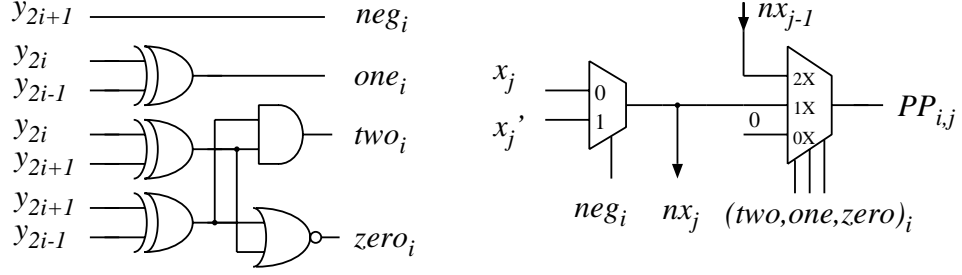 y2i+1 neg_i
y2i
y2i-1 one_i
y2i
y2i+1 two_i
y2i+1
y2i-1 zero_i
nx_j-1
x_j 0 2X
1X PP_i,j
x_j' 1 0 0X
neg_i nx_j (two,one,zero)_i